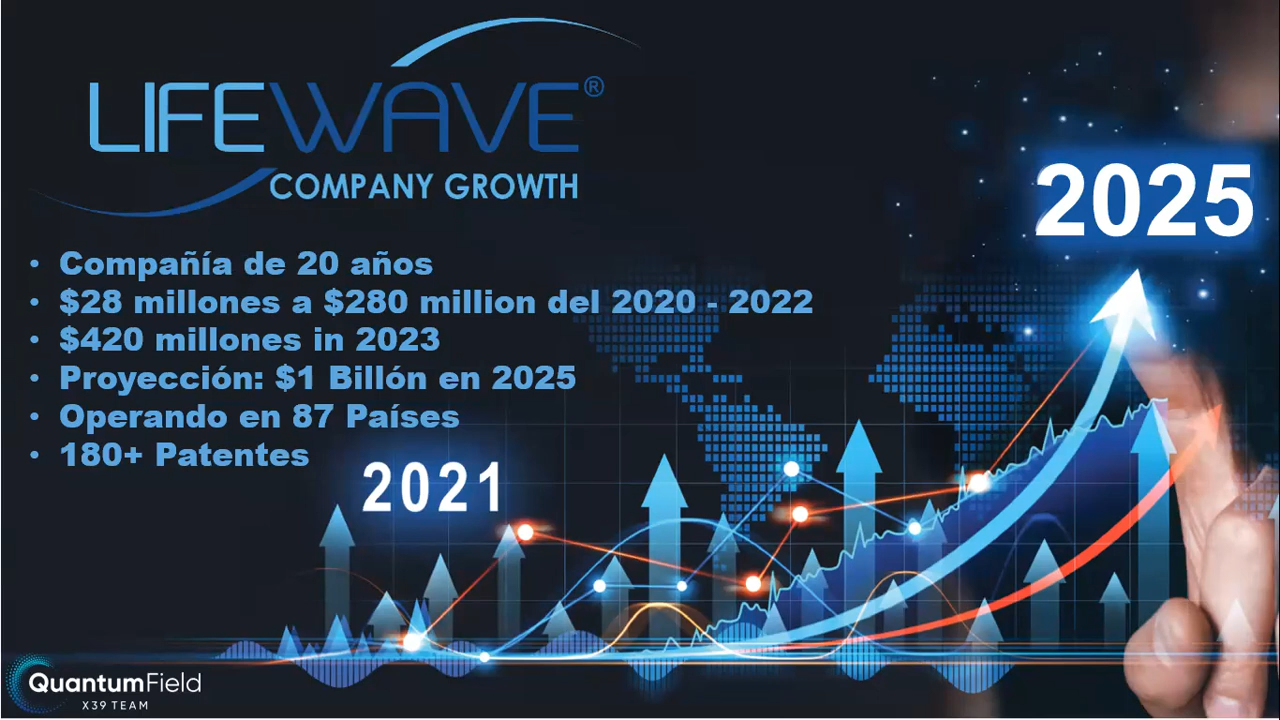 LIFEWAVE®
COMPANY GROWTH
2025
• Compañía de 20 años
• $28 millones a $280 million del 2020 - 2022
• $420 millones in 2023
• Proyección: $1 Billón en 2025
• Operando en 87 Países
• 180+ Patentes
2021
QuantumField
X39 TEAM